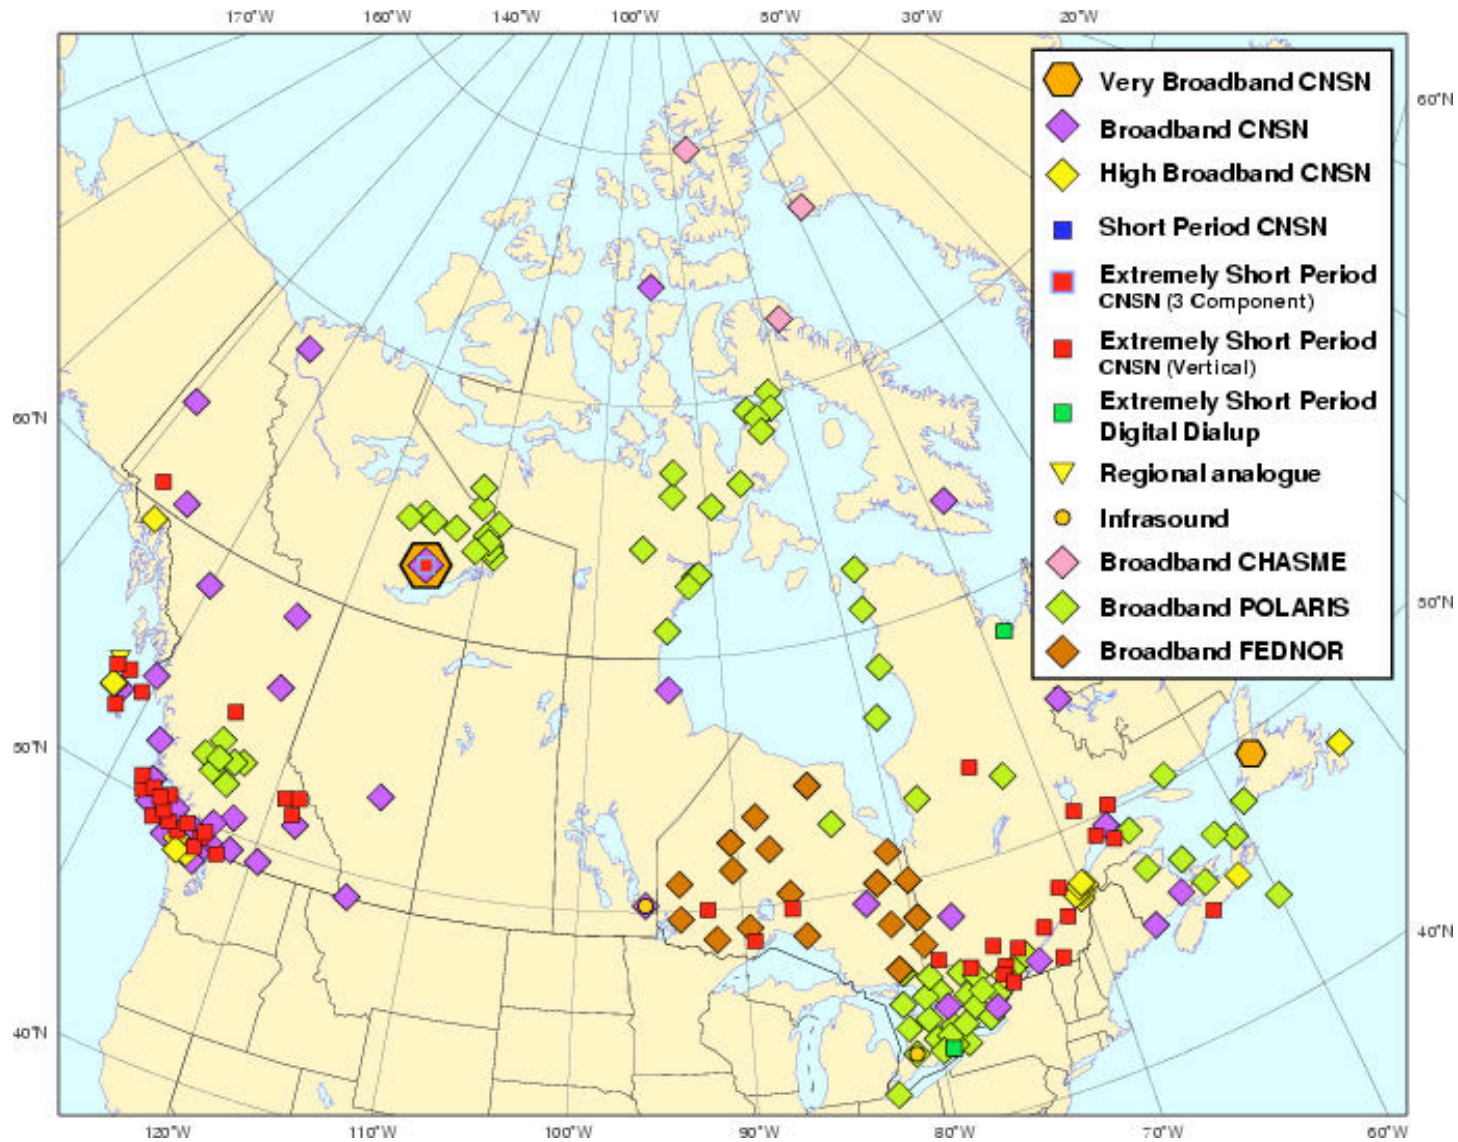 170°W 160°W 140°W 100°W 50°W 30°W 20°W
Very Broadband CNSN
60°N
Broadband CNSN
High Broadband CNSN
Short Period CNSN
Extremely Short Period
CNSN (3 Component)
Extremely Short Period
CNSN (Vertical)
Extremely Short Period
Digital Dialup
60°N
Regional analogue
Infrasound
Broadband CHASME
Broadband POLARIS
50°N
Broadband FEDNOR
50°N
40°N
40°N
120°W 110°W 100°W 90°W 80°W 70°W 60°W